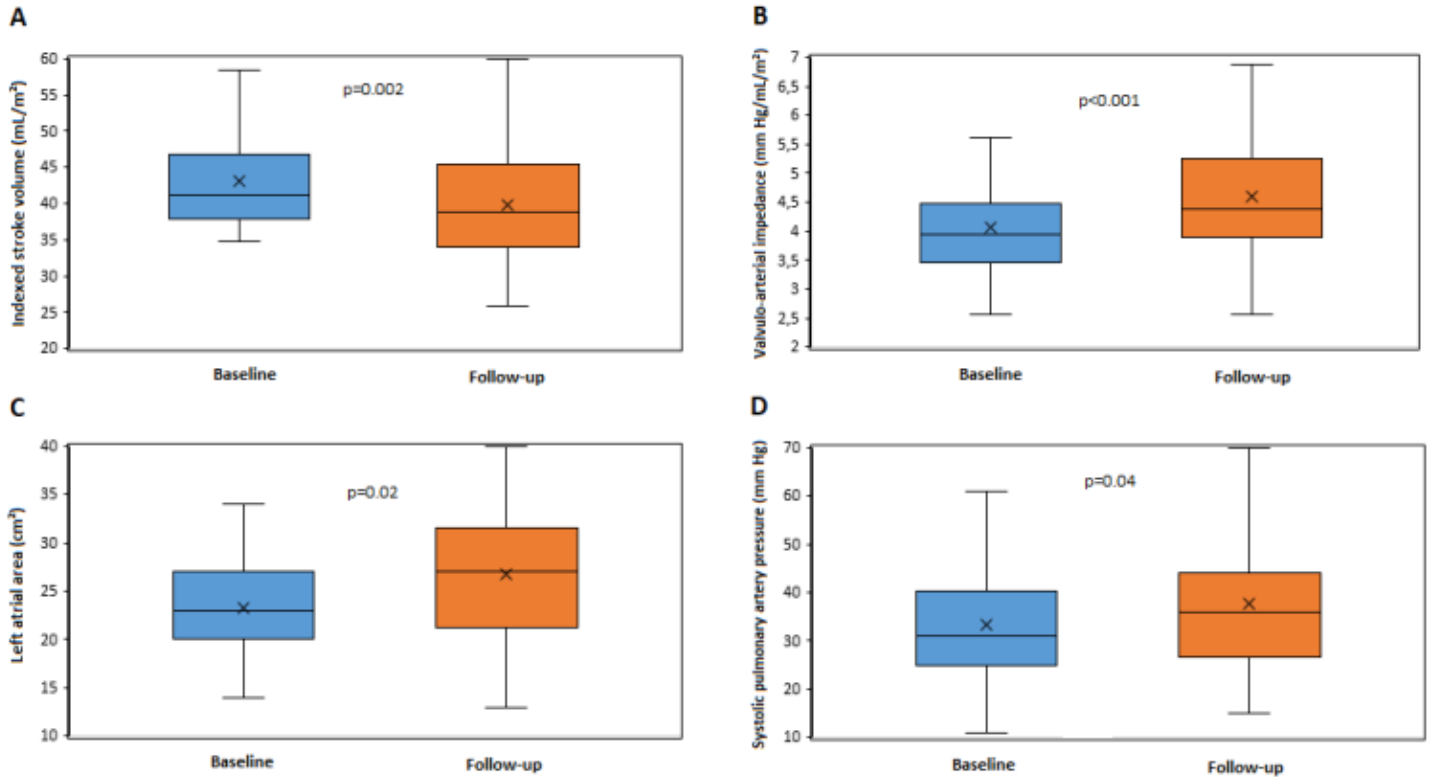 A
Indexed stroke volume (mL/m²)
60
55
50
45
40
35
30
25
20
p=0.002
Baseline
Follow-up
B
Valvulo-arterial impedance (mm Hg/mL/m²)
7
6,5
6
5,5
5
4,5
4
3,5
3
2,5
2
p<0.001
Baseline
Follow-up
C
Left atrial area (cm²)
40
35
30
25
20
15
10
p=0.02
Baseline
Follow-up
D
Systolic pulmonary artery pressure (mm Hg)
70
60
50
40
30
20
10
p=0.04
Baseline
Follow-up